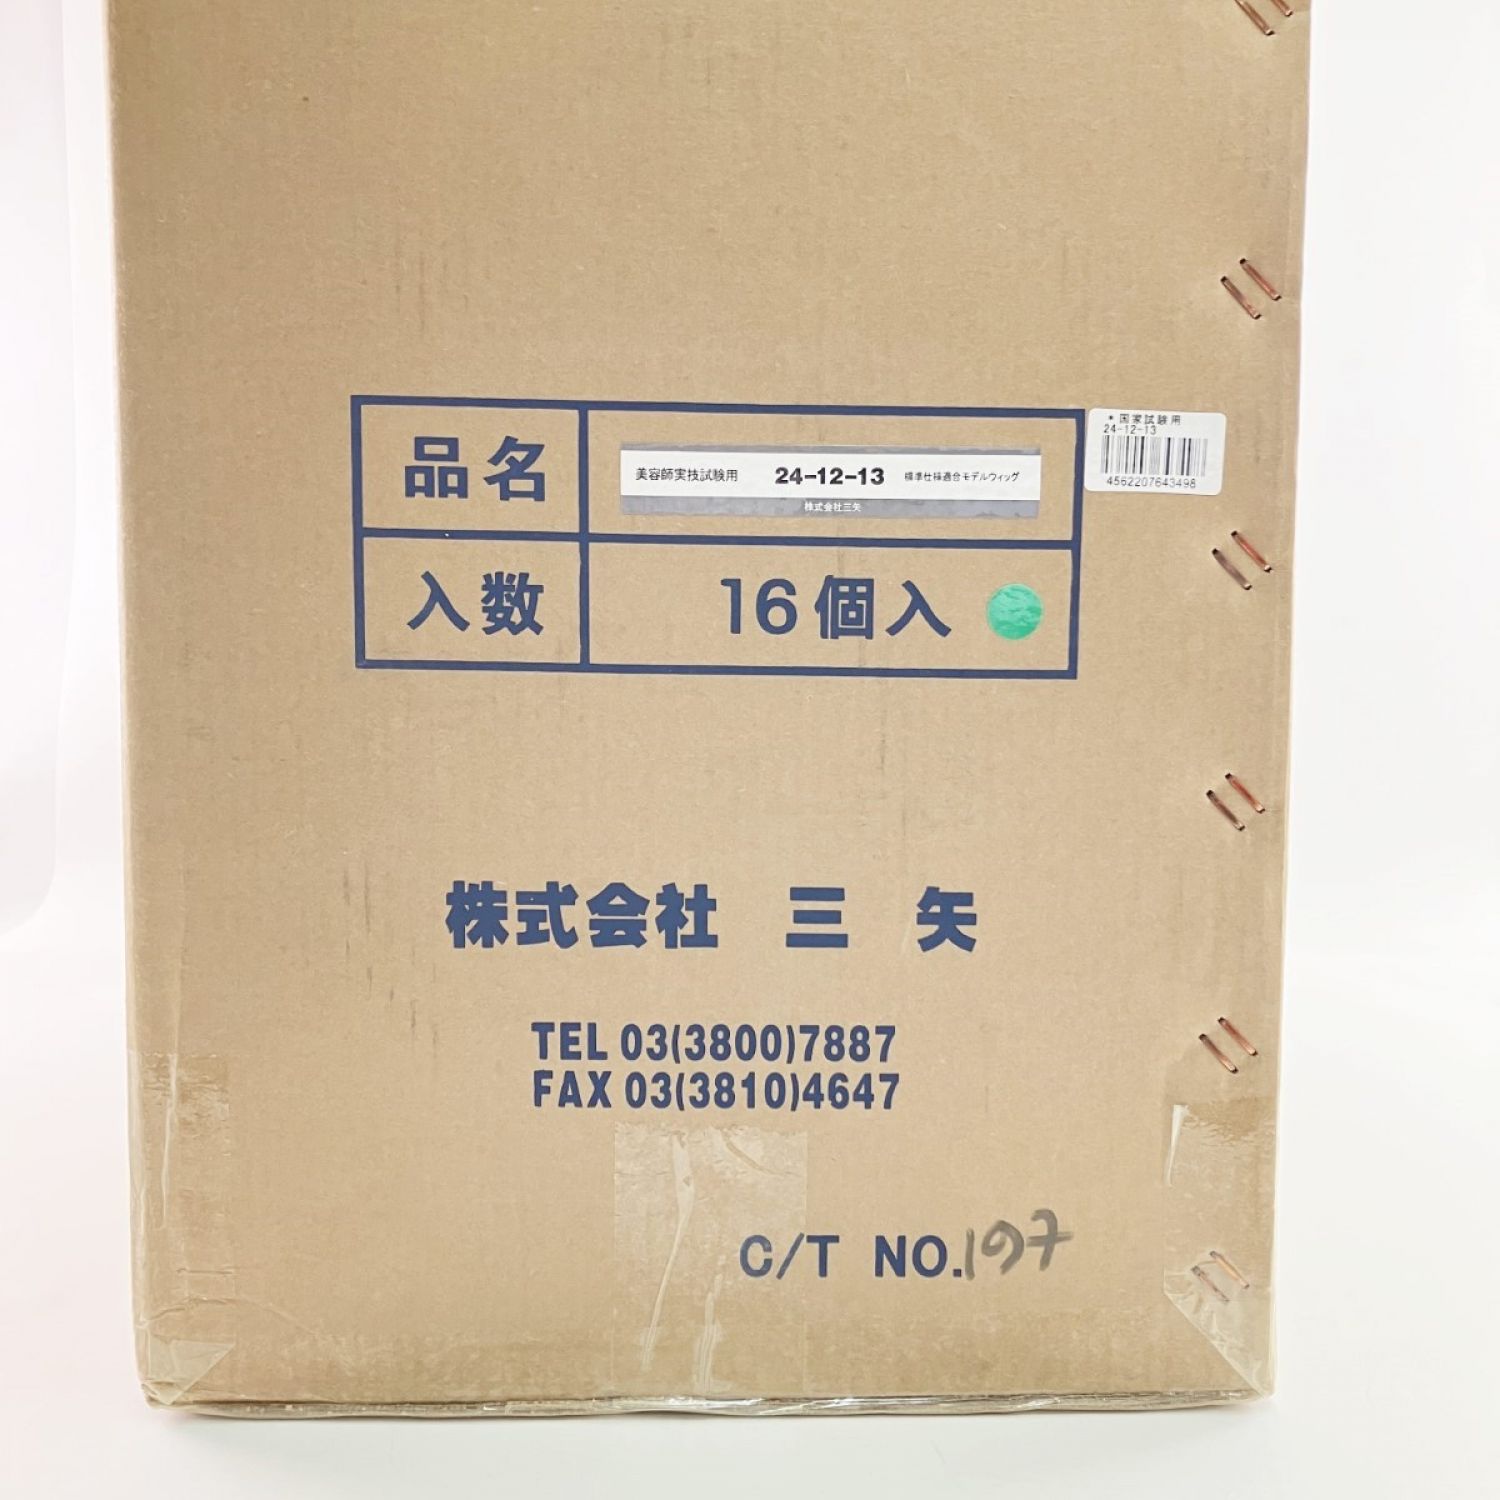 品名
美容師実技試験用 24-12-13 標準仕様適合モデルウィッグ
株式会社三矢
* 国家試験用
24-12-13
4562207643498
入数
16個入
株式会社 三 矢
TEL 03(3800)7887
FAX 03(3810)4647
C/T NO.197